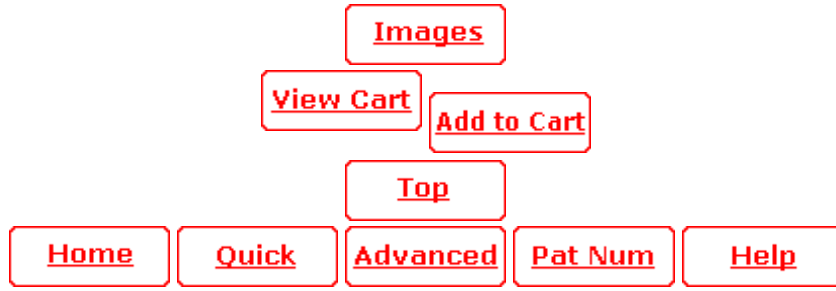 Images
View Cart
Add to Cart
Top
Home Quick Advanced Pat Num Help